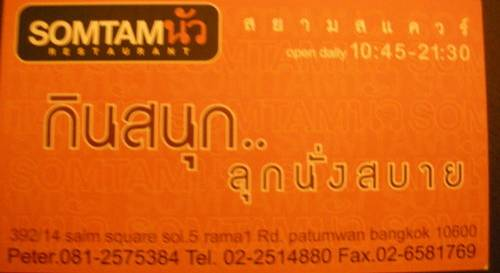 SOMTAMนัว
RESTAURANT
สยามสแควร์
open daily 10:45-21:30
กินสนุก..
ลุกนั่งสบาย
392/14 saim square soi.5 rama1 Rd. patumwan bangkok 10600
Peter.081-2575384 Tel. 02-2514880 Fax.02-6581769